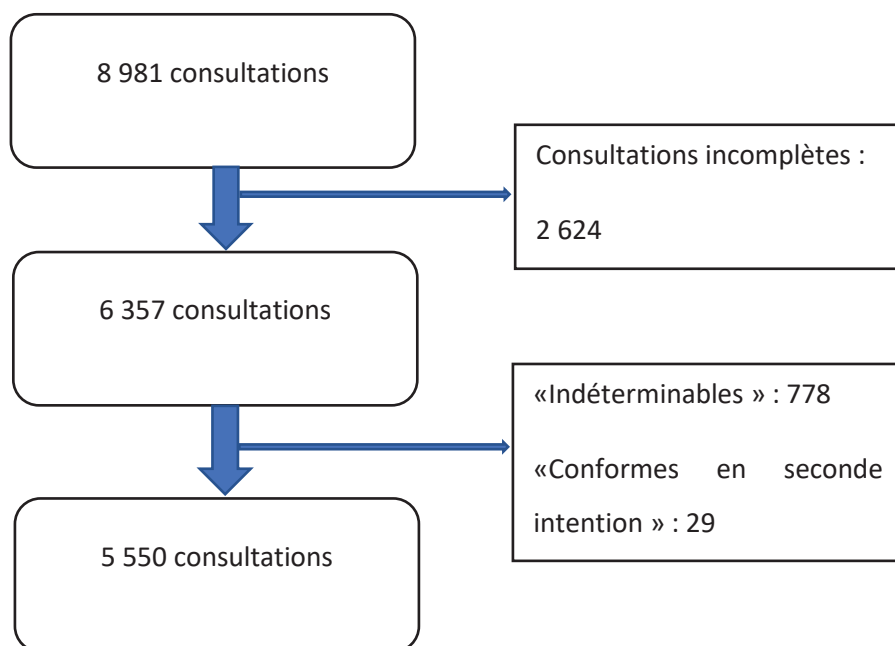 8 981 consultations
Consultations incomplètes :
2 624
6 357 consultations
«Indéterminables » : 778
«Conformes en seconde
intention » : 29
5 550 consultations